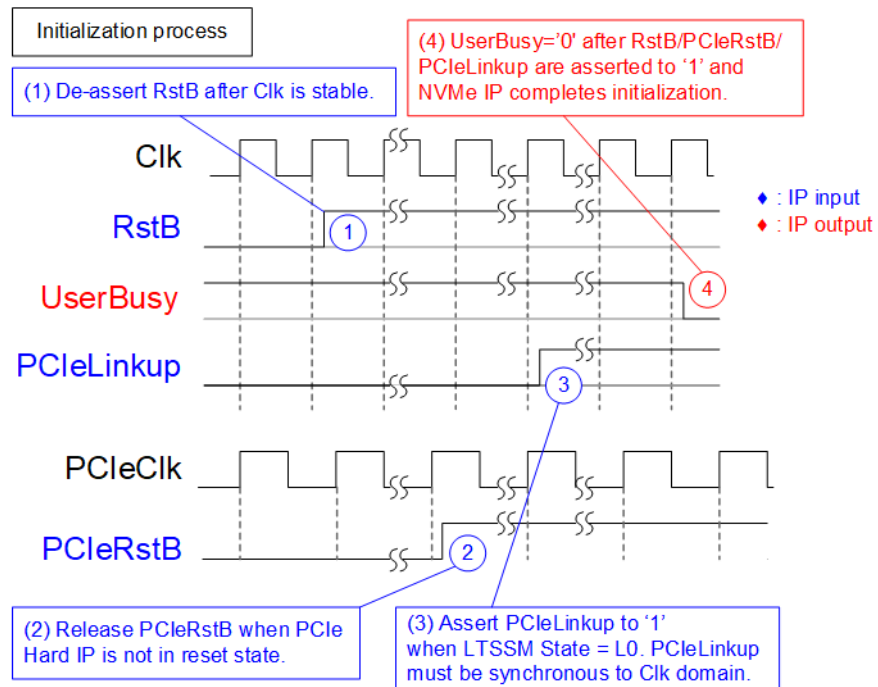 Initialization process
(1) De-assert RstB after Clk is stable.
(4) UserBusy='0' after RstB/PCIeRstB/
PCIeLinkup are asserted to ‘1’ and
NVMe IP completes initialization.
Clk
RstB
1
♦ : IP input
♦ : IP output
UserBusy
4
PCIeLinkup
3
PCIeClk
PCIeRstB
2
(2) Release PCIeRstB when PCIe
Hard IP is not in reset state.
(3) Assert PCIeLinkup to ‘1’
when LTSSM State = L0. PCIeLinkup
must be synchronous to Clk domain.